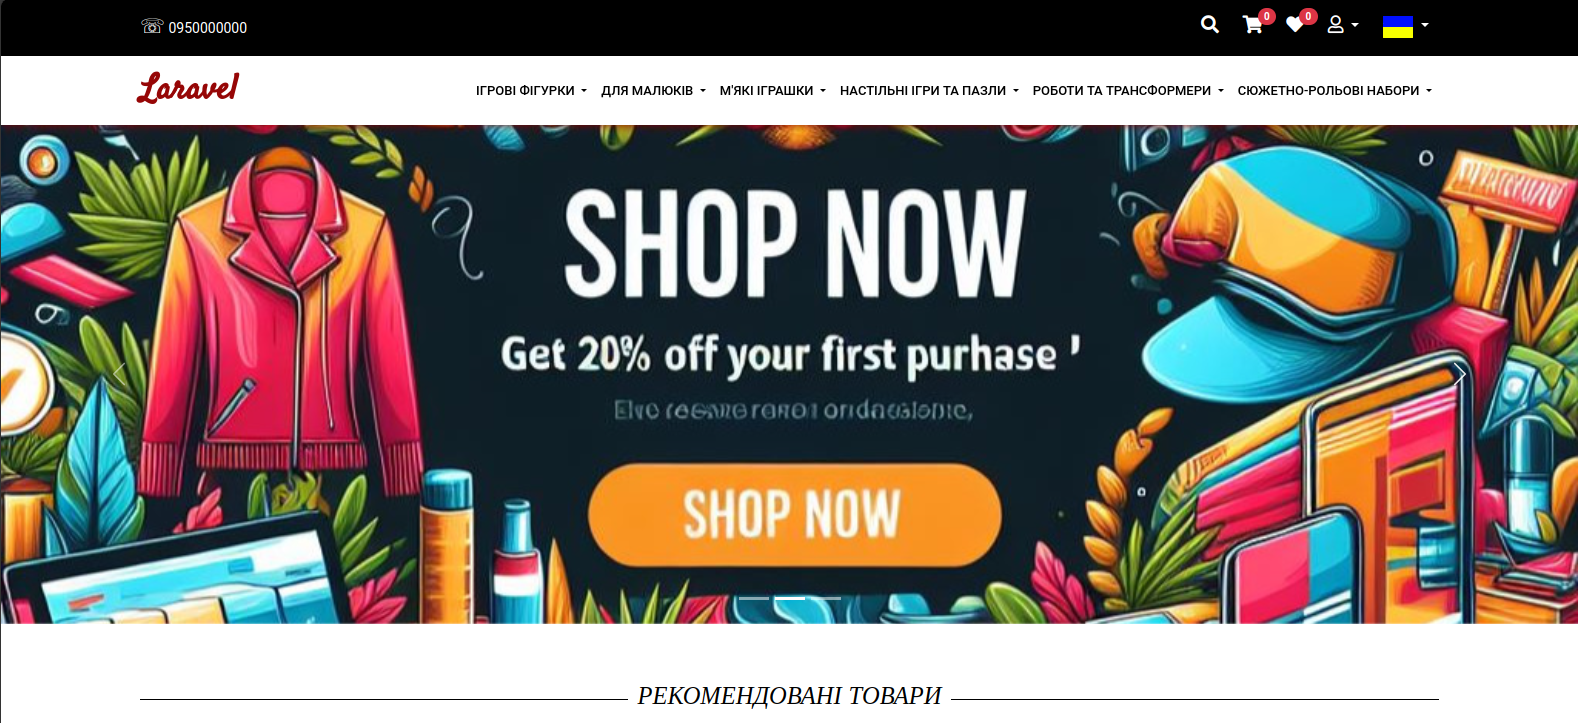 ☏ 0950000000
0
0
Laravel
ІГРОВІ ФІГУРКИ ДЛЯ МАЛЮКІВ М'ЯКІ ІГРАШКИ НАСТІЛЬНІ ІГРИ ТА ПАЗЛИ РОБОТИ ТА ТРАНСФОРМЕРИ СЮЖЕТНО-РОЛЬОВІ НАБОРИ
SHOP NOW
Get 20% off your first purhase '
SHOP NOW
РЕКОМЕНДОВАНІ ТОВАРИ